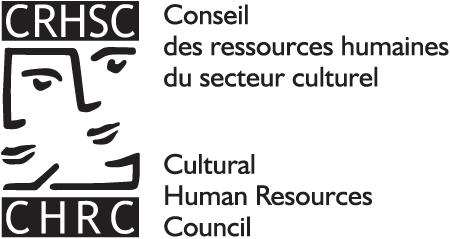 CRHSC
Conseil
des ressources humaines
du secteur culturel
Cultural
Human Resources
Council
CHRC